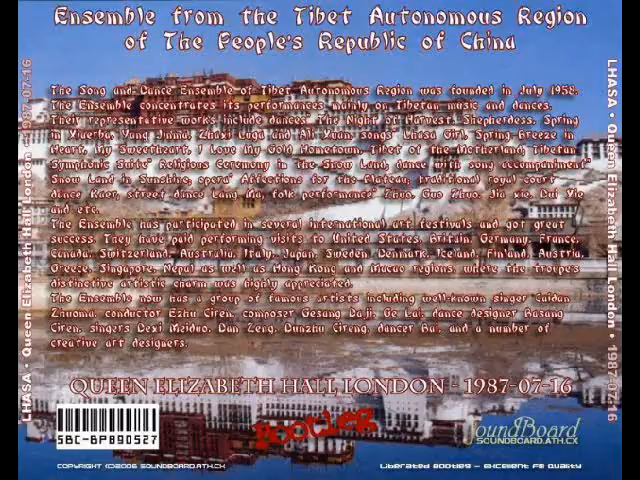 Ensemble from the Tibet Autonomous Region
of The People's Republic of China
The Song and Dance Ensemble of Tibet Autonomous Region was founded in July 1958.
The Ensemble concentrates its performances mainly on Tibetan music and dances.
Their representative works include dances" The Night of Harvest, Shepherdess, Spring
in Xiuerba, Yang Jinma, Zhaxi Luga and Ali Xuan, songs" Lhasa Girl, Spring Breeze in
Heart, My Sweetheart, I Love My Gold Hometown, Tibet of the Motherland; Tibetan
Symphonic Suite" Religious Ceremony in the Snow Land, dance with song accompaniment"
Snow Land in Sunshine, opera" Affections for the Plateau; traditional royal court
dance Kaer, street dance Lang Ma, folk performance" Zhuo, Guo Zhuo, Jia xie, Dui Xie
and etc.
The Ensemble has participated in several international art festivals and got great
success. They have paid performing visits to United States, Britain, Germany, France,
Canada, Switzerland, Australia, Italy, Japan, Sweden, Denmark, Iceland, Finland, Austria,
Greece, Singapore, Nepal as well as Hong Kong and Macao regions, where the troupe's
distinctive artistic charm was highly appreciated.
The Ensemble now has a group of famous artists including well-known singer Caidan
Zhuoma, conductor Ezhu Ciren, composer Gesang Daji, Ge Lai, dance designer Basang
Ciren, singers Dexi Meiduo, Dan Zeng, Dunzhu Cireng, dancer Bai, and a number of
creative art designers.
QUEEN ELIZABETH HALL, LONDON - 1987-07-16
Bootleg
SBC-BP890527
SoundBoard
SOUNDBOARD.ATH.CX
COPYRIGHT (C)2006 SOUNDBOARD.ATH.CX
Liberated Bootleg - Excellent FM Quality
LHASA • Queen Elizabeth Hall London • 1987-07-16
LHASA • Queen Elizabeth Hall London • 1987-07-16